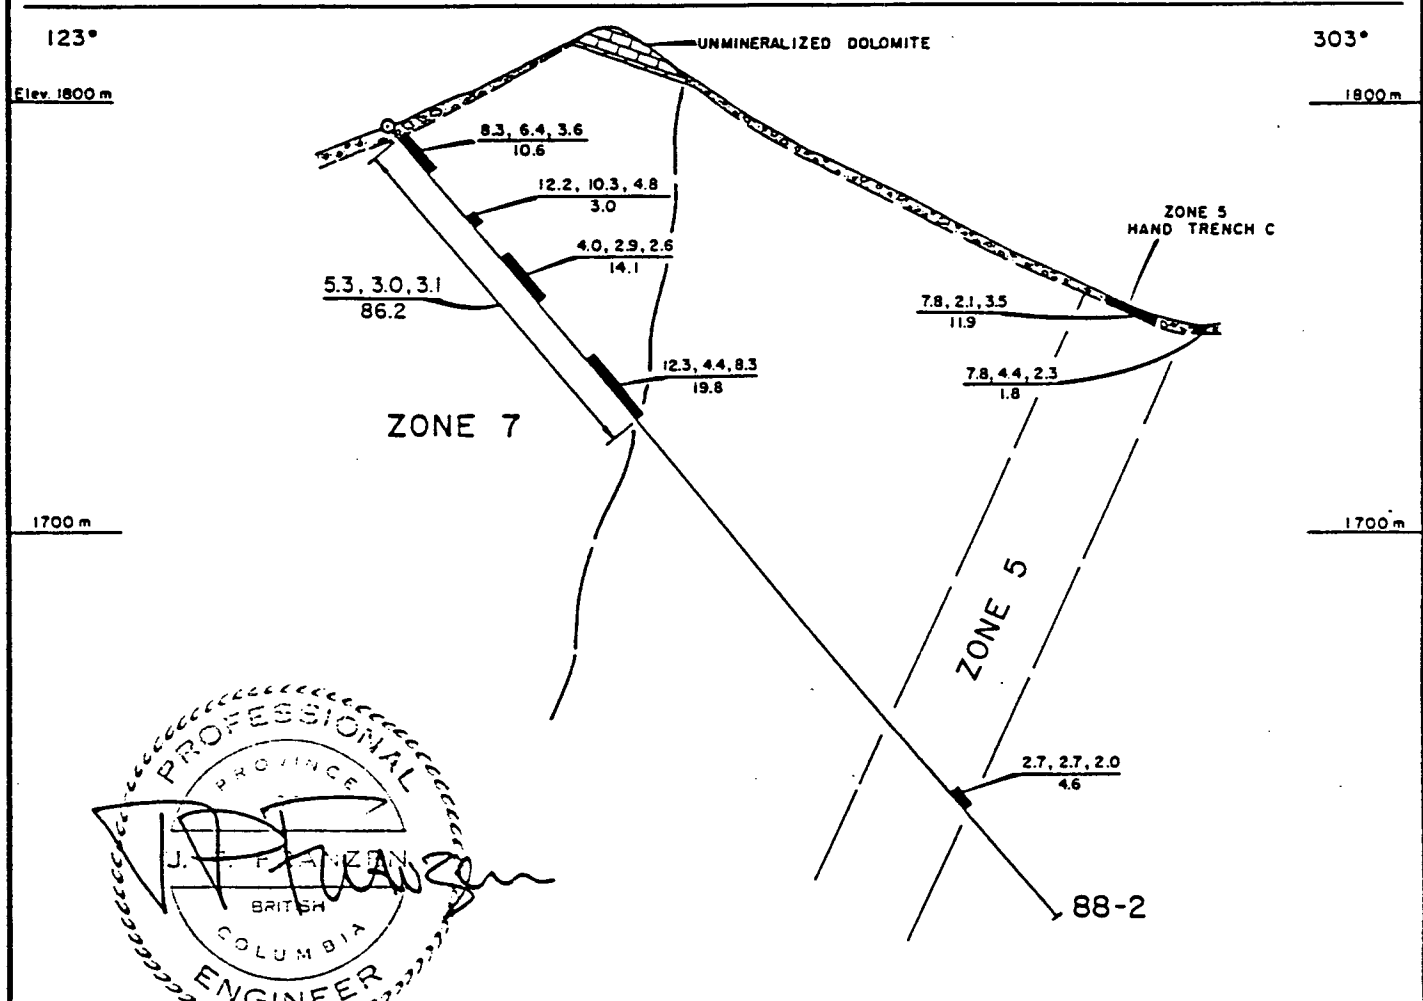 123°
303°
UNMINERALIZED DOLOMITE
Elev. 1800 m
1800 m
8.3, 6.4, 3.6
10.6
12.2, 10.3, 4.8
3.0
ZONE 5
HAND TRENCH C
4.0, 2.9, 2.6
14.1
5.3, 3.0, 3.1
86.2
7.8, 2.1, 3.5
11.9
12.3, 4.4, 8.3
19.8
7.8, 4.4, 2.3
1.8
ZONE 7
1700 m
1700 m
ZONE 5
2.7, 2.7, 2.0
4.6
88-2
PROFESSIONAL
PROVINCE
J. FRANZEN
BRITISH
COLUMBIA
ENGINEER